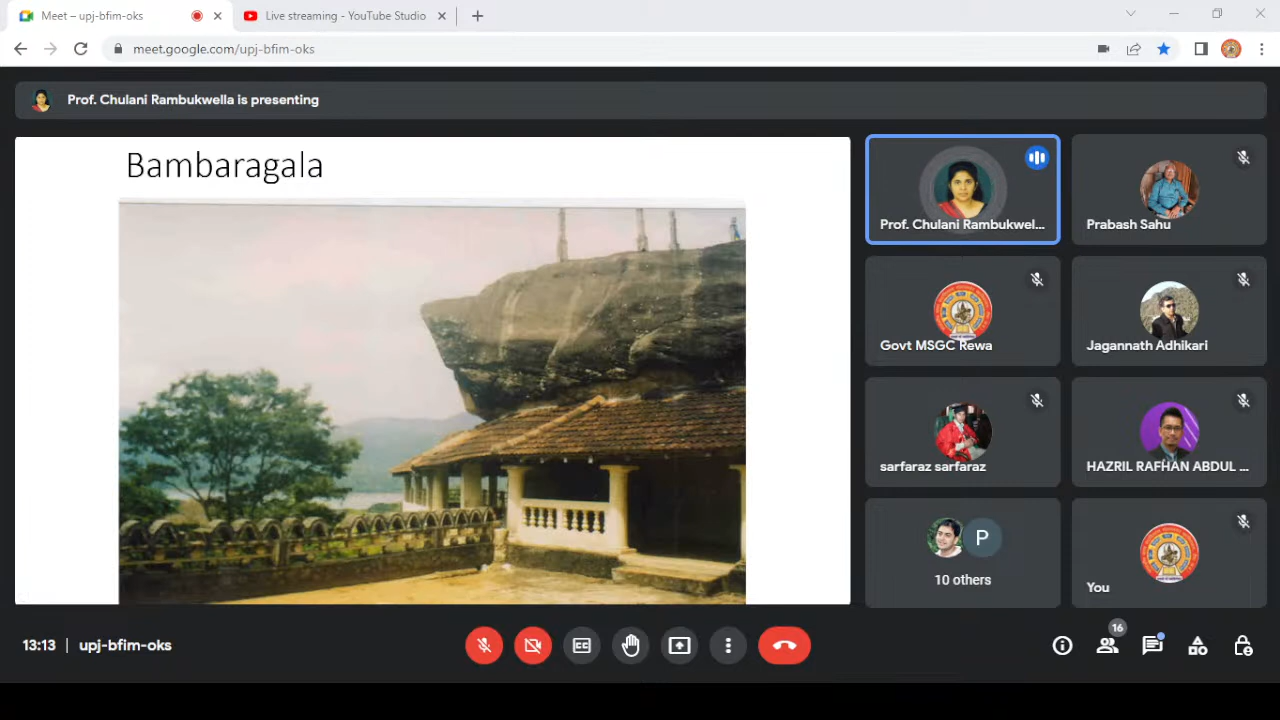 Meet – upj-bfim-oks
Live streaming - YouTube Studio
meet.google.com/upj-bfim-oks
Prof. Chulani Rambukwella is presenting
Bambaragala
Prof. Chulani Rambukwel...
Prabash Sahu
Govt MSGC Rewa
Jagannath Adhikari
sarfaraz sarfaraz
HAZRIL RAFHAN ABDUL ...
P
10 others
You
13:13 | upj-bfim-oks
CC
16